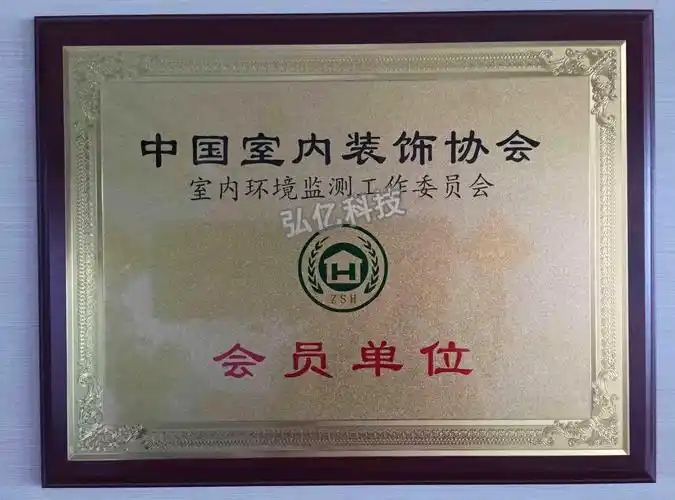 中国室内装饰协会
室内环境监测工作委员会
弘亿科技
H
ZSH
会员单位